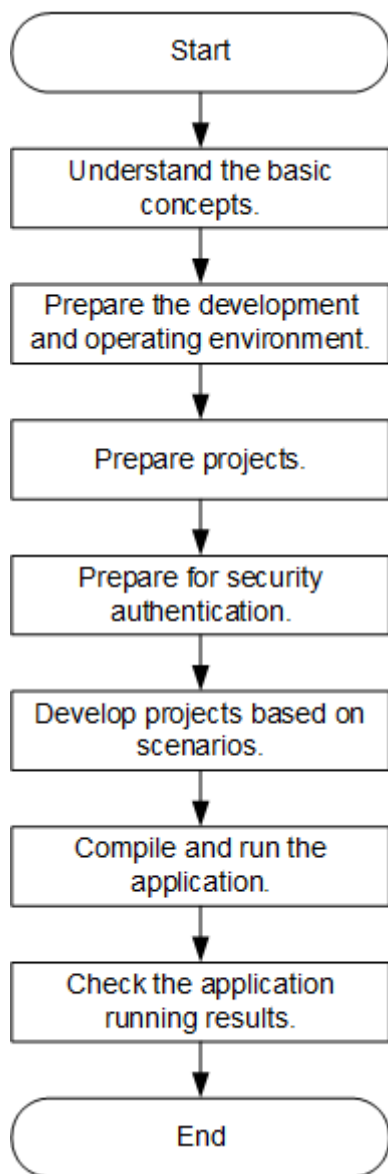 Start
Understand the basic
concepts.
Prepare the development
and operating environment.
Prepare projects.
Prepare for security
authentication.
Develop projects based on
scenarios.
Compile and run the
application.
Check the application
running results.
End